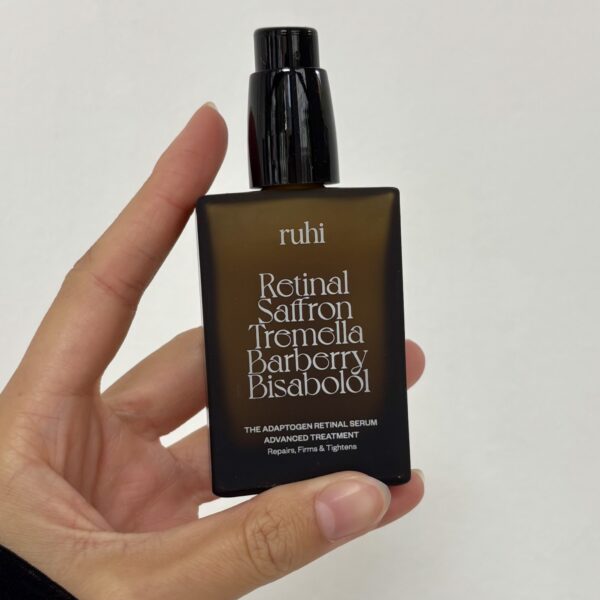 ruhi
Retinal
Saffron
Tremella
Barberry
Bisabolol
THE ADAPTOGEN RETINAL SERUM
ADVANCED TREATMENT
Repairs, Firms & Tightens